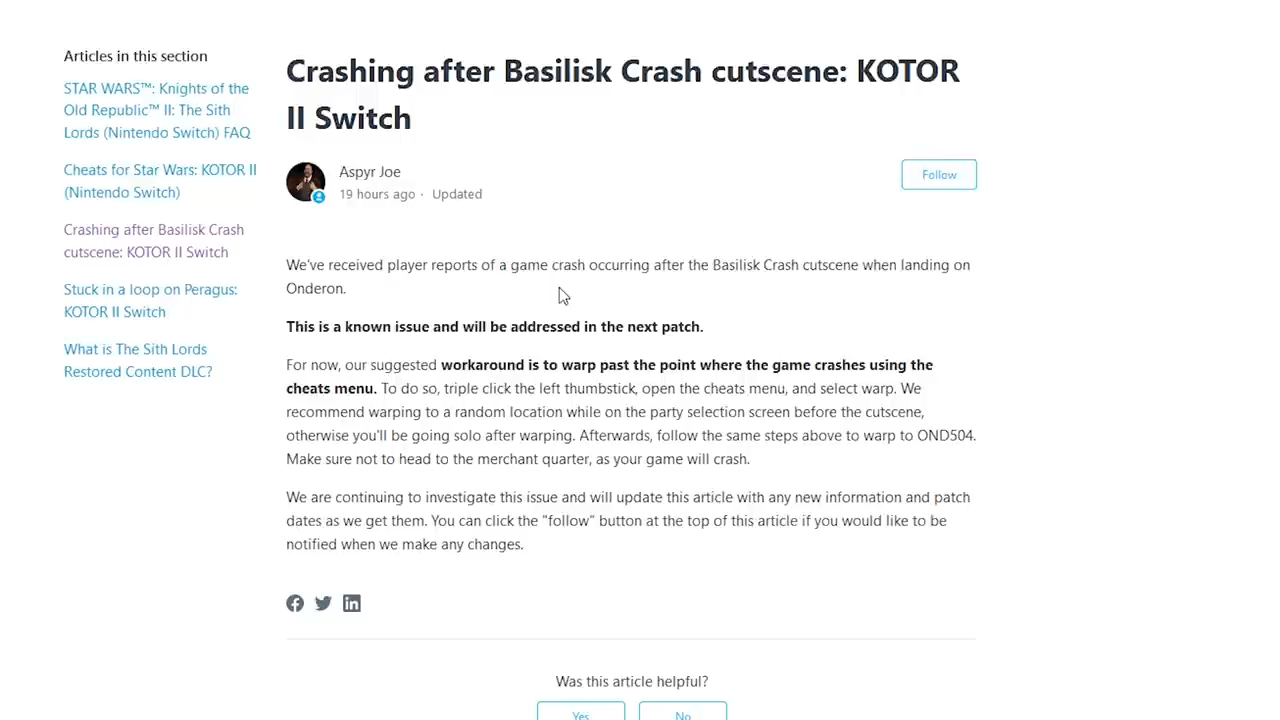 Articles in this section
STAR WARS™: Knights of the
Old Republic™ II: The Sith
Lords (Nintendo Switch) FAQ
Cheats for Star Wars: KOTOR II
(Nintendo Switch)
Crashing after Basilisk Crash
cutscene: KOTOR II Switch
Stuck in a loop on Peragus:
KOTOR II Switch
What is The Sith Lords
Restored Content DLC?
Crashing after Basilisk Crash cutscene: KOTOR
II Switch
Aspyr Joe
19 hours ago · Updated
Follow
We've received player reports of a game crash occurring after the Basilisk Crash cutscene when landing on
Onderon.
This is a known issue and will be addressed in the next patch.
For now, our suggested workaround is to warp past the point where the game crashes using the
cheats menu. To do so, triple click the left thumbstick, open the cheats menu, and select warp. We
recommend warping to a random location while on the party selection screen before the cutscene,
otherwise you'll be going solo after warping. Afterwards, follow the same steps above to warp to OND504.
Make sure not to head to the merchant quarter, as your game will crash.
We are continuing to investigate this issue and will update this article with any new information and patch
dates as we get them. You can click the "follow" button at the top of this article if you would like to be
notified when we make any changes.
Was this article helpful?
Yes
No